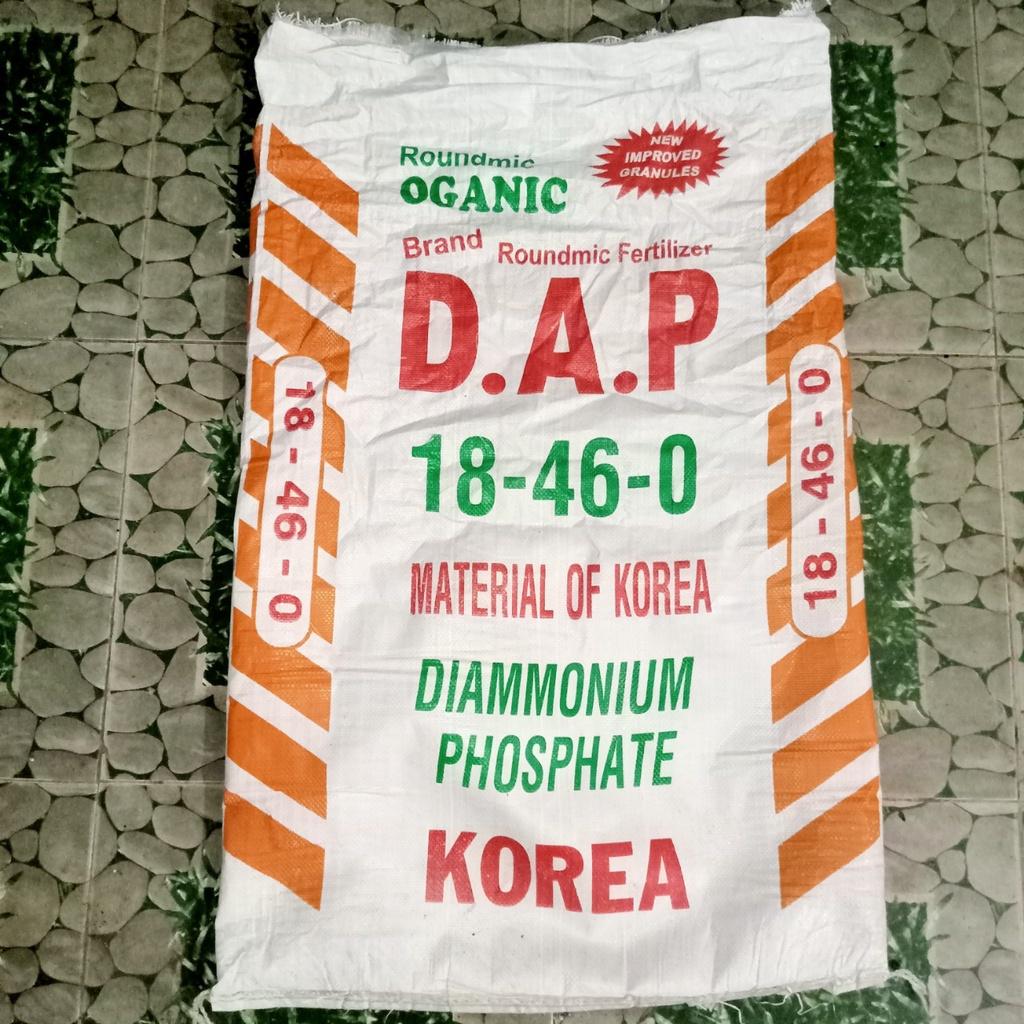 Roundmic
OGANIC
NEW
IMPROVED
GRANULES
Brand Roundmic Fertilizer
D.A.P
18-46-0
18 - 46 - 0
18 - 46 - 0
MATERIAL OF KOREA
DIAMMONIUM
PHOSPHATE
KOREA